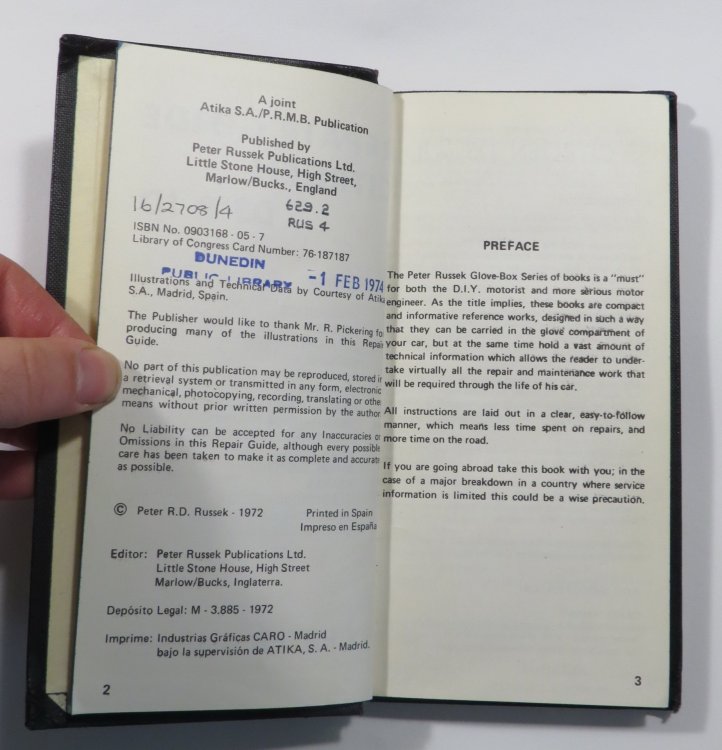 A joint
Atika S.A./P.R.M.B. Publication
Published by
Peter Russek Publications Ltd.
Little Stone House, High Street,
Marlow/Bucks., England
16/2708/4
629.2
RUS 4
ISBN No. 0903168 - 05 - 7
Library of Congress Card Number: 76-187187
DUNEDIN
PUBLIC LIBRARY
-1 FEB 1974
Illustrations and Technical Data by Courtesy of Atika
S.A., Madrid, Spain.
The Publisher would like to thank Mr. R. Pickering for
producing many of the illustrations in this Repair
Guide.
No part of this publication may be reproduced, stored in
a retrieval system or transmitted in any form, electronic
mechanical, photocopying, recording, translating or othe
means without prior written permission by the author.
No Liability can be accepted for any Inaccuracies or
Omissions in this Repair Guide, although every possible
care has been taken to make it as complete and accurate
as possible.
© Peter R.D. Russek - 1972
Printed in Spain
Impreso en España
Editor: Peter Russek Publications Ltd.
Little Stone House, High Street
Marlow/Bucks, Inglaterra.
Depósito Legal: M - 3.885 - 1972
Imprime: Industrias Gráficas CARO - Madrid
bajo la supervisión de ATIKA, S. A. - Madrid.
2
PREFACE
The Peter Russek Glove-Box Series of books is a "must"
for both the D.I.Y. motorist and more sèrious motor
engineer. As the title implies, these books are compact
and informative reference works, designed in such a way
that they can be carried in the glove compartment of
your car, but at the same time hold a vast amount of
technical information which allows the reader to under-
take virtually all the repair and maintenance work that
will be required through the life of his car.
All instructions are laid out in a clear, easy-to-follow
manner, which means less time spent on repairs, and
more time on the road.
If you are going abroad take this book with you; in the
case of a major breakdown in a country where service
information is limited this could be a wise precaution.
3